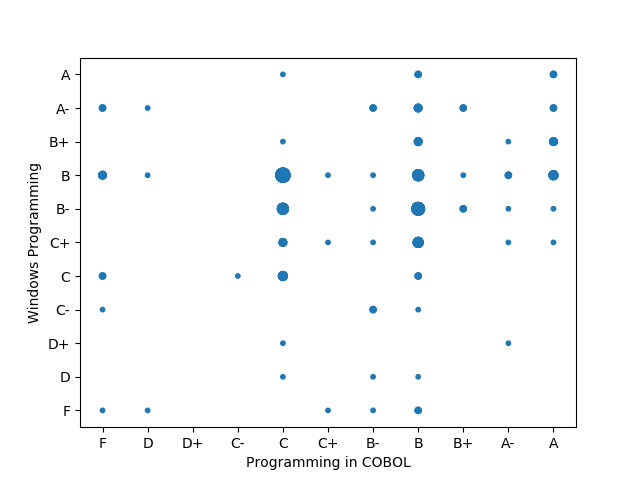 Windows Programming
A
A-
B+
B
B-
C+
C
C-
D+
D
F
F D D+ C- C C+ B- B B+ A- A
Programming in COBOL